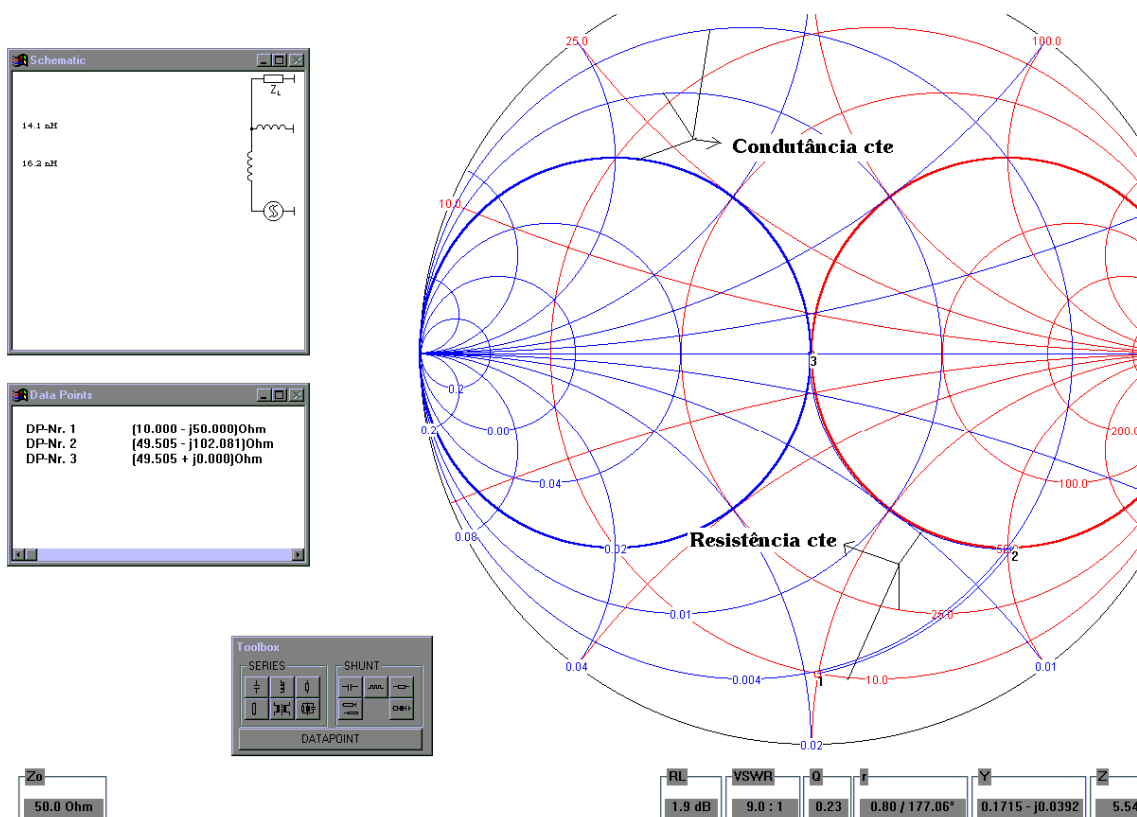 Schematic
Z_L
14.1 nH
16.2 nH
Data Points
DP-Nr. 1 (10.000 - j50.000)Ohm
DP-Nr. 2 (49.505 - j102.081)Ohm
DP-Nr. 3 (49.505 + j0.000)Ohm
Toolbox
SERIES
SHUNT
DATAPOINT
Zo
50.0 Ohm
25.0
100.0
Condutância cte
10.0
3
0.2
0.2
0.00
200.0
0.04
100.0
0.08
0.02
Resistência cte
2
0.01
25.0
0.04
0.004
1
10.0
0.01
0.02
RL
1.9 dB
VSWR
9.0 : 1
Q
0.23
r
0.80 / 177.06°
Y
0.1715 - j0.0392
Z
5.54